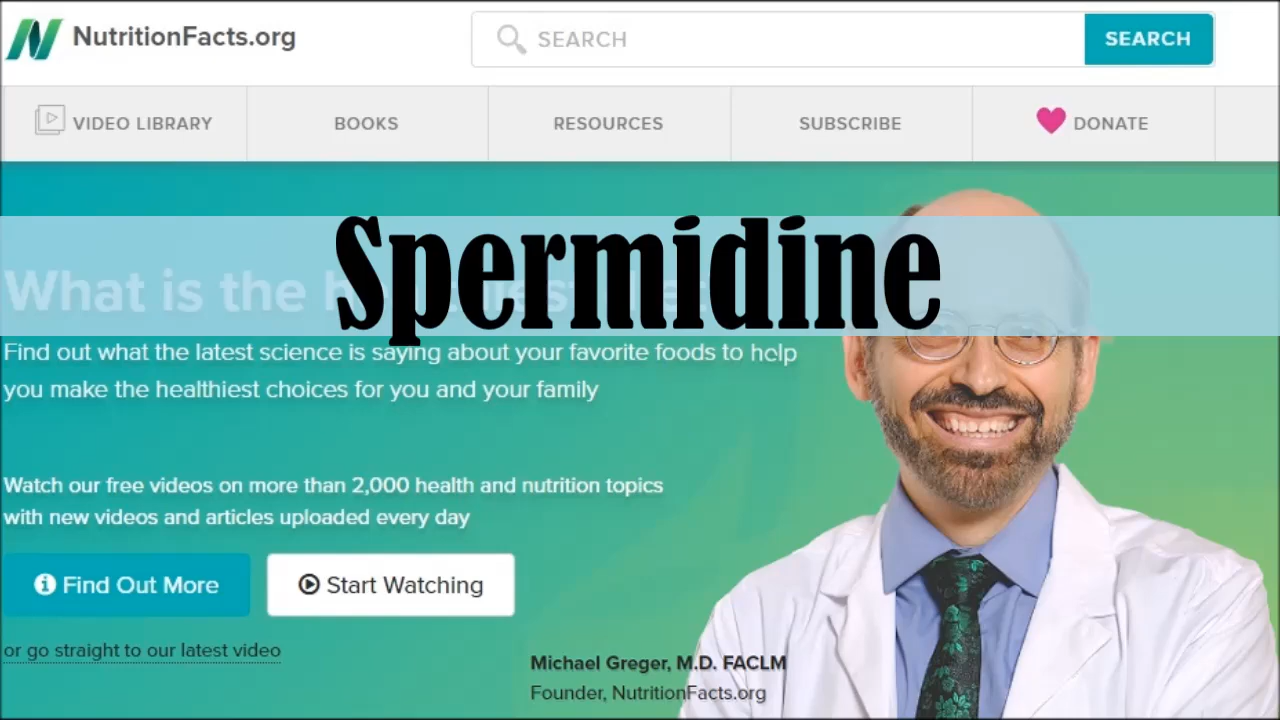 NutritionFacts.org
SEARCH
SEARCH
VIDEO LIBRARY
BOOKS
RESOURCES
SUBSCRIBE
DONATE
Spermidine
What is the
Find out what the latest science is saying about your favorite foods to help
you make the healthiest choices for you and your family
Watch our free videos on more than 2,000 health and nutrition topics
with new videos and articles uploaded every day
Find Out More
Start Watching
or go straight to our latest video
Michael Greger, M.D. FACLM
Founder, NutritionFacts.org